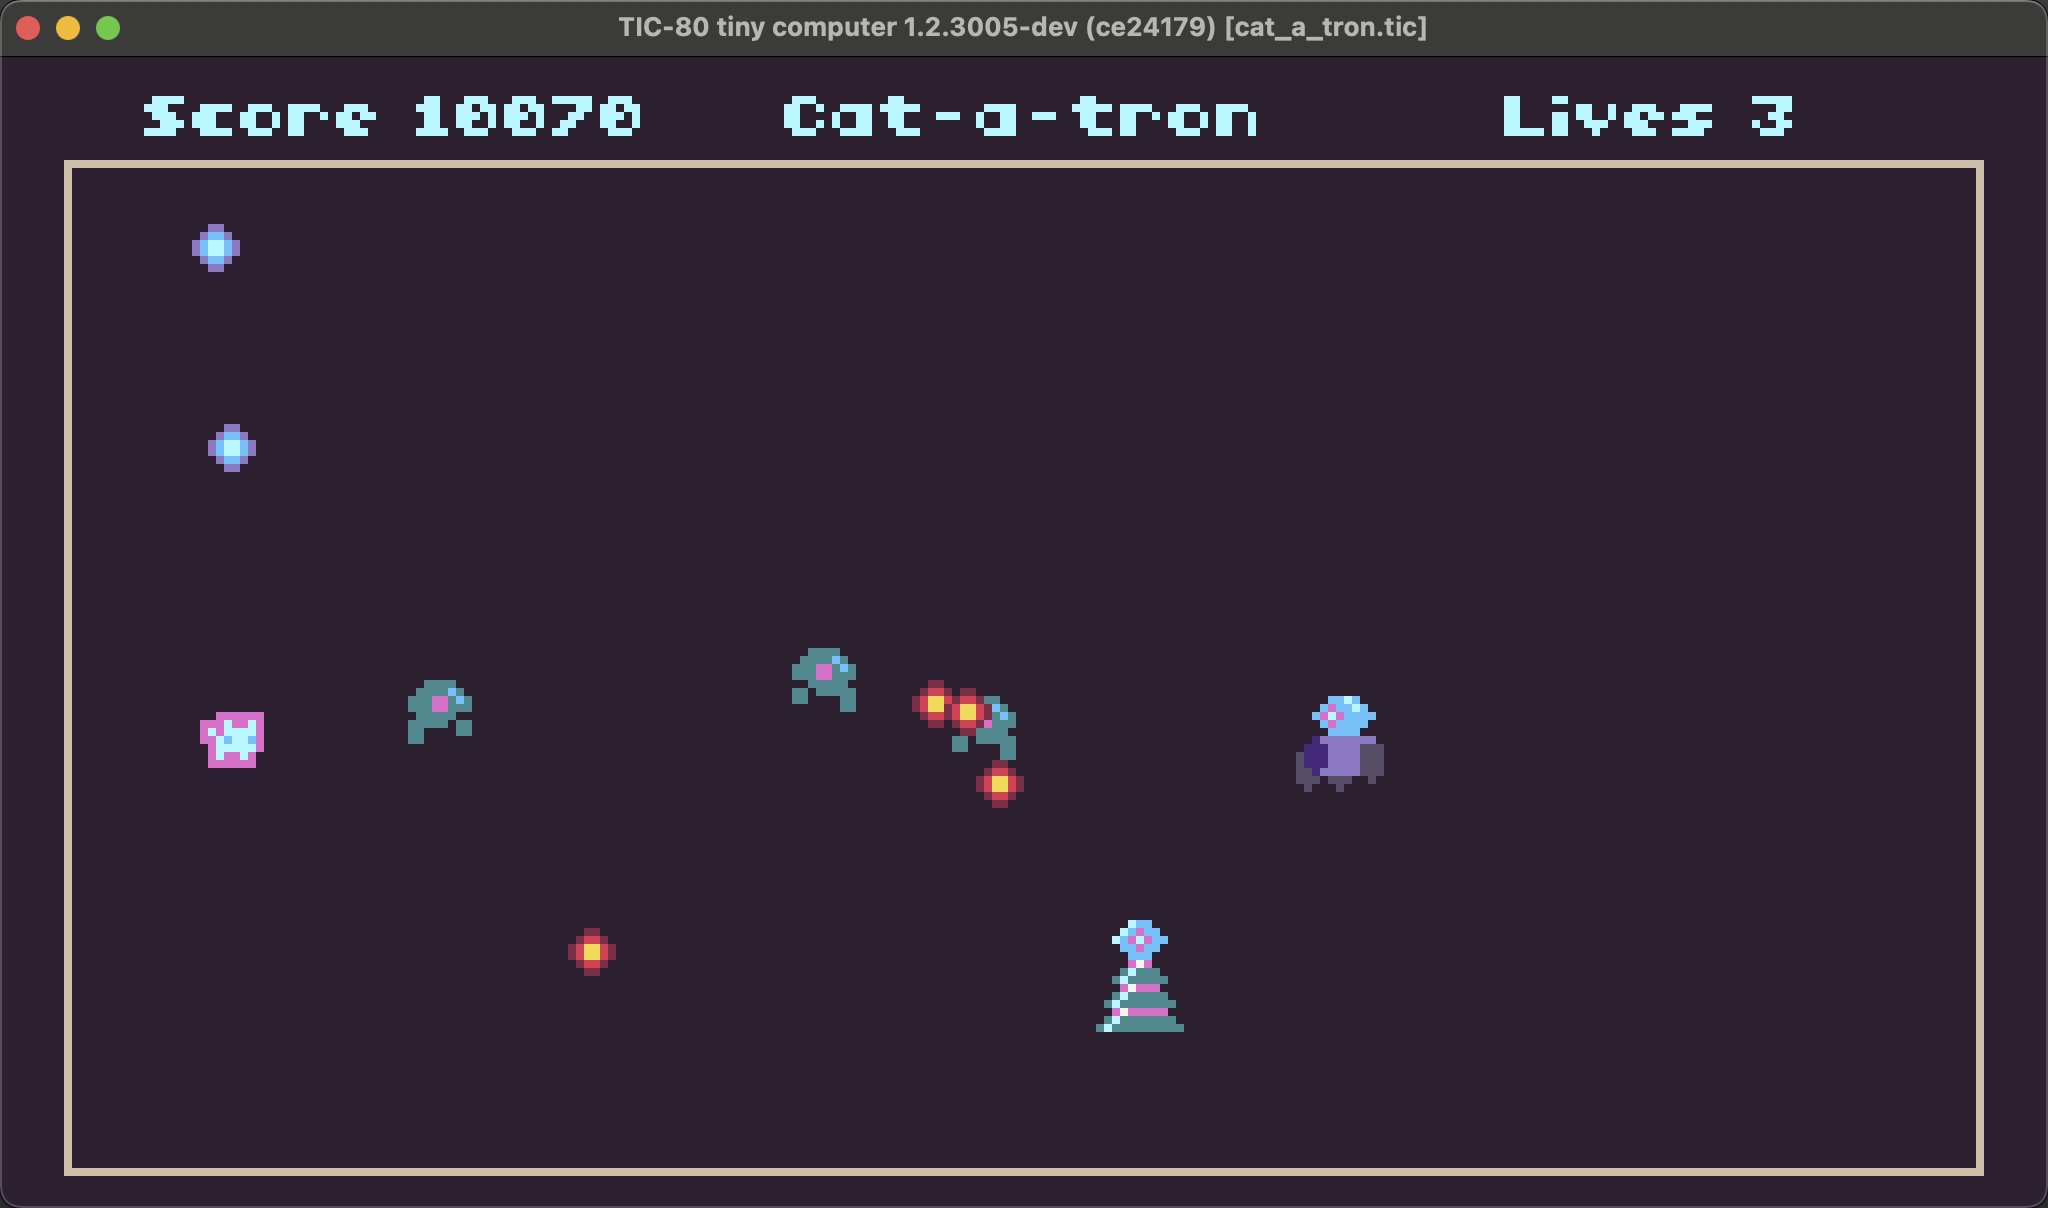 TIC-80 tiny computer 1.2.3005-dev (ce24179) [cat_a_tron.tic]
Score 10070 Cat-a-tron Lives 3